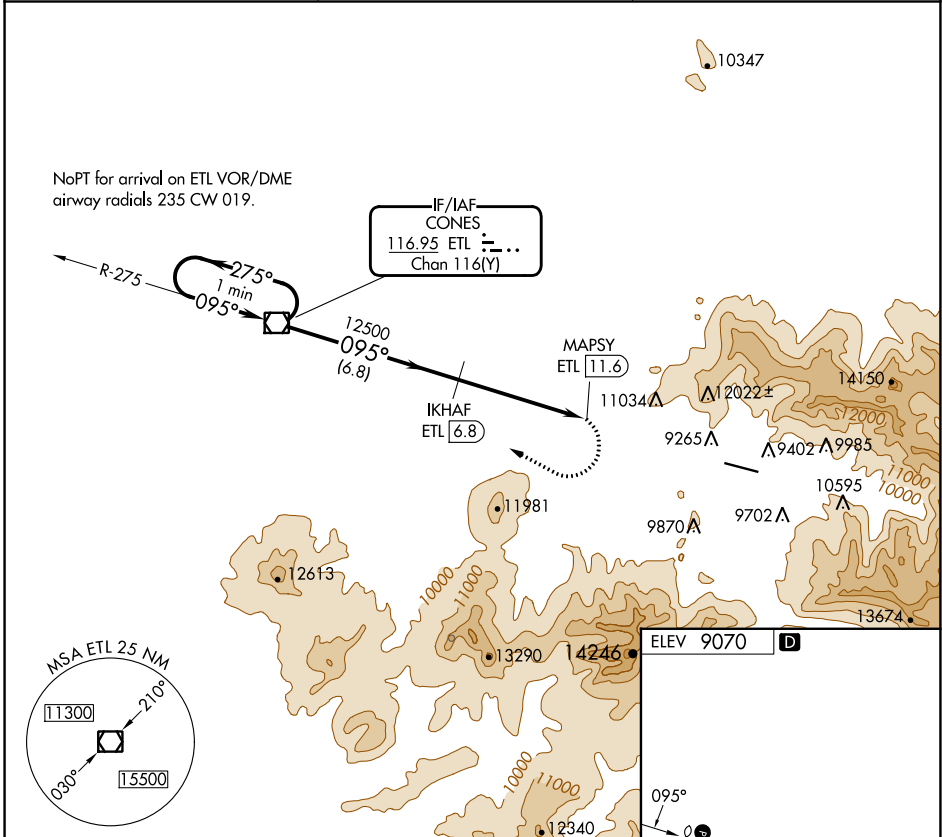 10347
NoPT for arrival on ETL VOR/DME
airway radials 235 CW 019.
IF/IAF
CONES
116.95 ETL
Chan 116(Y)
R-275
275°
1 min
095°
12500
095°
(6.8)
MAPSY
ETL 11.6
IKHAF
ETL 6.8
14150
11034
12022±
12000
9265
9402
9985
11000
10000
10595
11981
9870
9702
12613
10000
11000
13674
13290
14246
ELEV 9070 D
MSA ETL 25 NM
11300
210°
030°
15500
10000
11000
12340
095°
P